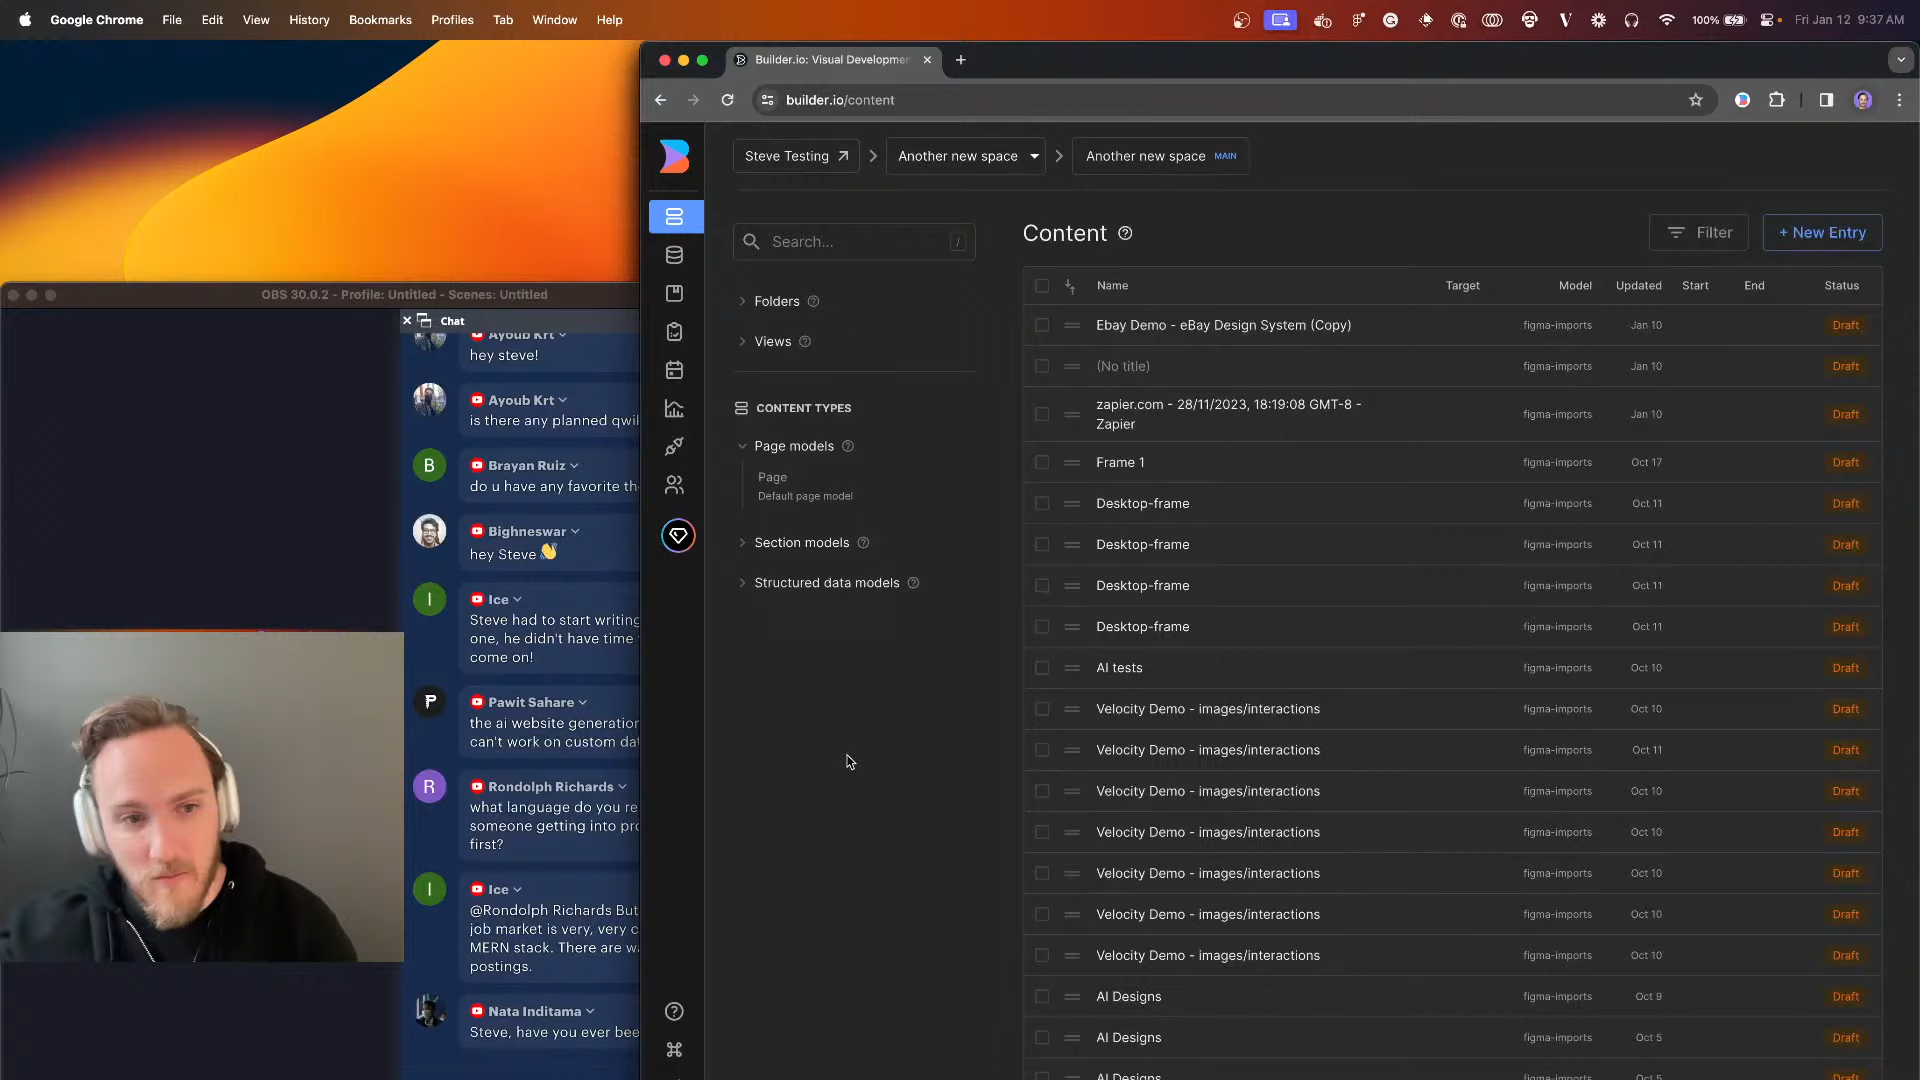 Google Chrome File Edit View History Bookmarks Profiles Tab Window Help
100% Fri Jan 12 9:37 AM
Builder.io: Visual Developmen
builder.io/content
Steve Testing Another new space Another new space MAIN
Search... /
Folders
Views
CONTENT TYPES
Page models
Page
Default page model
Section models
Structured data models
Content Filter + New Entry
Name Target Model Updated Start End Status
Ebay Demo - eBay Design System (Copy) figma-imports Jan 10 Draft
(No title) figma-imports Jan 10 Draft
zapier.com - 28/11/2023, 18:19:08 GMT-8 -
Zapier figma-imports Jan 10 Draft
Frame 1 figma-imports Oct 17 Draft
Desktop-frame figma-imports Oct 11 Draft
Desktop-frame figma-imports Oct 11 Draft
Desktop-frame figma-imports Oct 11 Draft
Desktop-frame figma-imports Oct 11 Draft
AI tests figma-imports Oct 10 Draft
Velocity Demo - images/interactions figma-imports Oct 10 Draft
Velocity Demo - images/interactions figma-imports Oct 11 Draft
Velocity Demo - images/interactions figma-imports Oct 10 Draft
Velocity Demo - images/interactions figma-imports Oct 10 Draft
Velocity Demo - images/interactions figma-imports Oct 10 Draft
Velocity Demo - images/interactions figma-imports Oct 10 Draft
Velocity Demo - images/interactions figma-imports Oct 10 Draft
AI Designs figma-imports Oct 9 Draft
AI Designs figma-imports Oct 5 Draft
AI Designs figma-imports Oct 5 Draft
OBS 30.0.2 - Profile: Untitled - Scenes: Untitled
Chat
Ayoub Krt
hey steve!
Ayoub Krt
is there any planned qwi
B Brayan Ruiz
do u have any favorite th
Bighneswar
hey Steve 👋
I Ice
Steve had to start writing
one, he didn't have time
come on!
P Pawit Sahare
the ai website generation
can't work on custom da
R Rondolph Richards
what language do you re
someone getting into pr
first?
I Ice
@Rondolph Richards But
job market is very, very c
MERN stack. There are w
postings.
Nata Inditama
Steve, have you ever bee